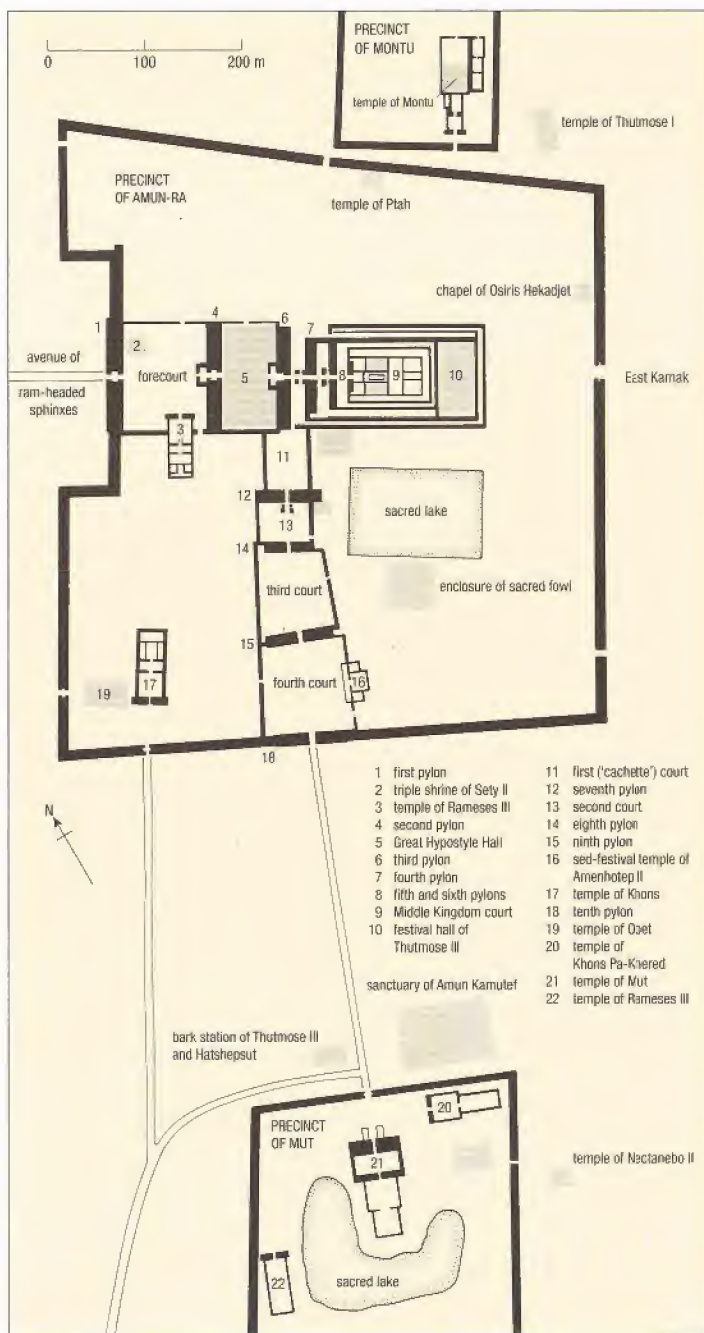 PRECINCT
OF MONTU
0 100 200 m
temple of Montu
temple of Thutmose I
PRECINCT
OF AMUN-RA
temple of Ptah
chapel of Osiris Hekadjet
1
2
4
6
7
avenue of
ram-headed
sphinxes
forecourt
5
8
9
10
East Karnak
3
11
12
13
sacred lake
14
third court
enclosure of sacred fowl
15
fourth court
16
17
19
18
N
1 first pylon
2 triple shrine of Sety II
3 temple of Rameses III
4 second pylon
5 Great Hypostyle Hall
6 third pylon
7 fourth pylon
8 fifth and sixth pylons
9 Middle Kingdom court
10 festival hall of
Thutmose III
11 first ('cachette') court
12 seventh pylon
13 second court
14 eighth pylon
15 ninth pylon
16 sed-festival temple of
Amenhotep II
17 temple of Khons
18 tenth pylon
19 temple of Opet
20 temple of
Khons Pa-Khered
21 temple of Mut
22 temple of Rameses III
sanctuary of Amun Kamutef
bark station of Thutmose III
and Hatshepsut
PRECINCT
OF MUT
20
21
temple of Nectanebo II
22
sacred lake